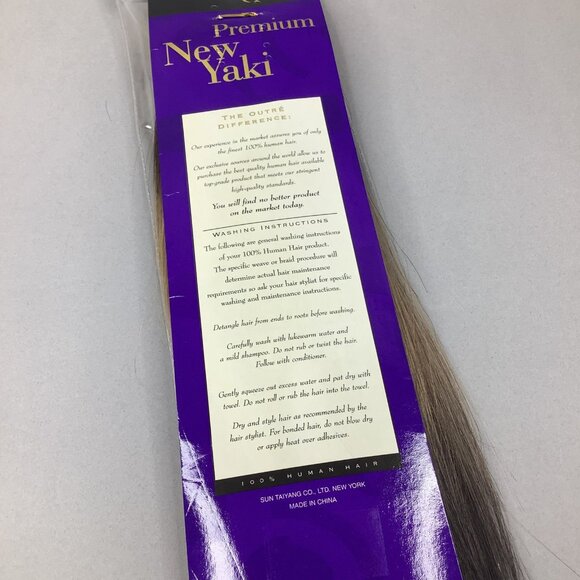 Premium
New
Yaki
THE OUTRÉ
DIFFERENCE:
Our experience in the market assures you of only
the finest 100% human hair.
Our exclusive sources around the world allow us to
purchase the best quality human hair available
top-grade product that meets our stringent
high-quality standards.
You will find no better product
on the market today.
WASHING INSTRUCTIONS
The following are general washing instructions
of your 100% Human Hair product.
The specific weave or braid procedure will
determine actual hair maintenance
requirements so ask your hair stylist for specific
washing and maintenance instructions.
Detangle hair from ends to roots before washing.
Carefully wash with lukewarm water and
a mild shampoo. Do not rub or twist the hair.
Follow with conditioner.
Gently squeeze out excess water and pat dry with
towel. Do not roll or rub the hair into the towel.
Dry and style hair as recommended by the
hair stylist. For bonded hair, do not blow dry
or apply heat over adhesives.
100% HUMAN HAIR
SUN TAIYANG CO., LTD. NEW YORK
MADE IN CHINA